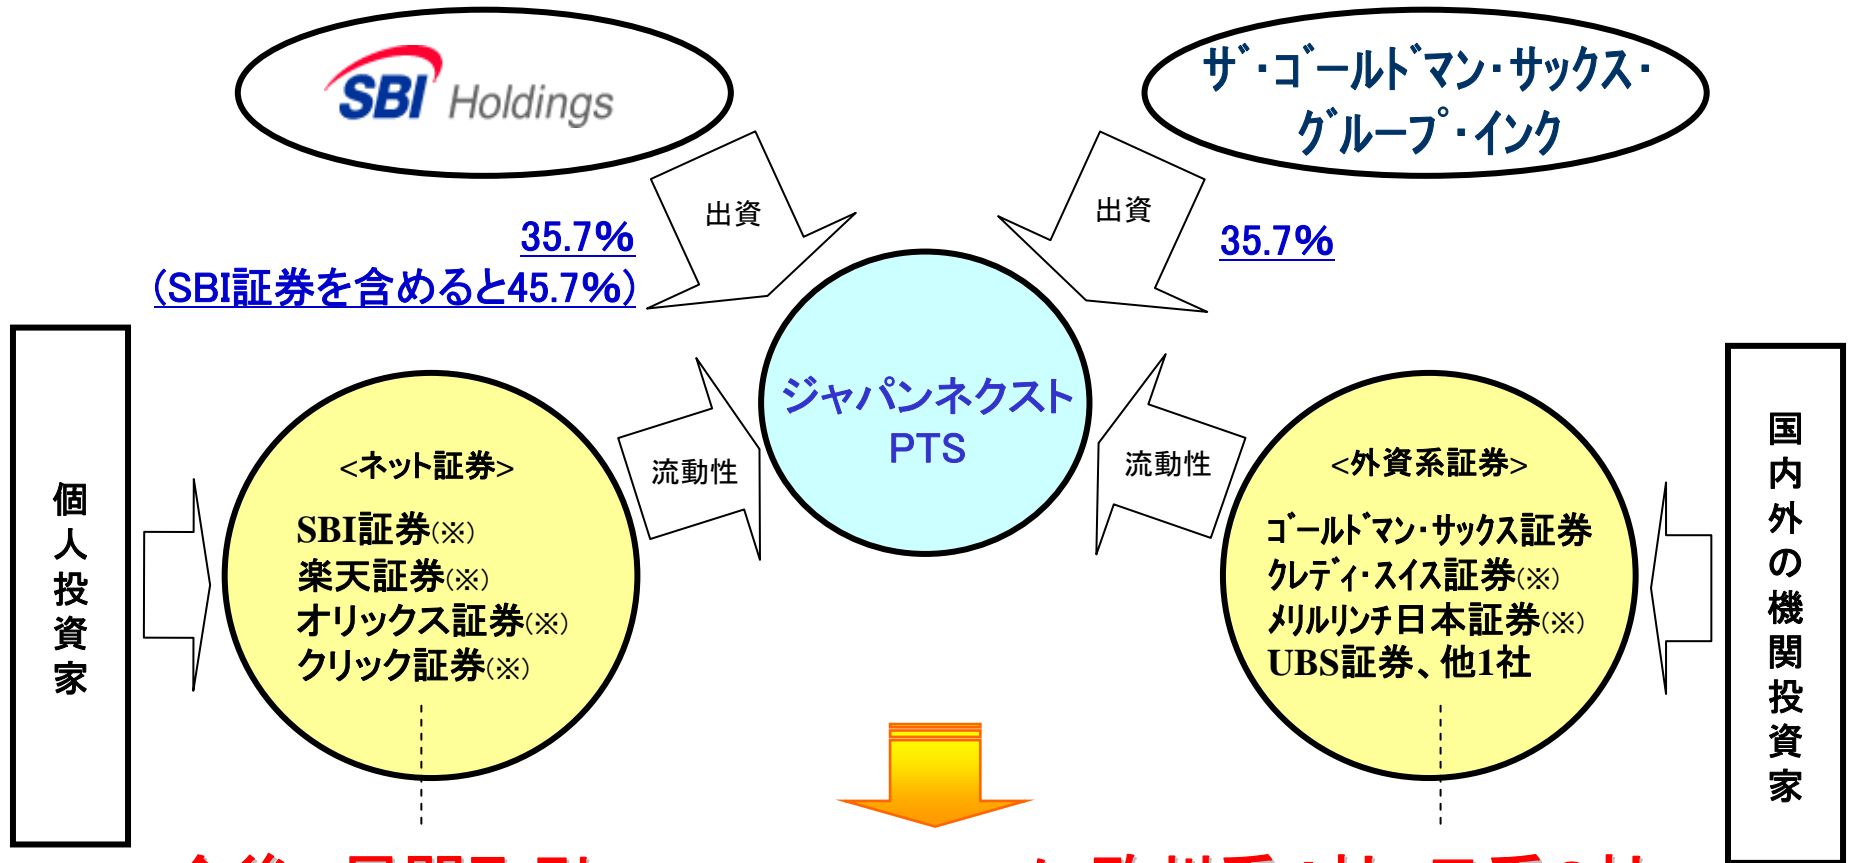 SBI Holdings
ザ・ゴールドマン・サックス・
グループ・インク
出資
出資
35.7%
(SBI証券を含めると45.7%)
35.7%
ジャパンネクスト
PTS
流動性
流動性
個人投資家
<ネット証券>
SBI証券(※)
楽天証券(※)
オリックス証券(※)
クリック証券(※)
<外資系証券>
ゴールドマン・サックス証券
クレディ・スイス証券(※)
メリルリンチ日本証券(※)
UBS証券、他1社
国内外の機関投資家